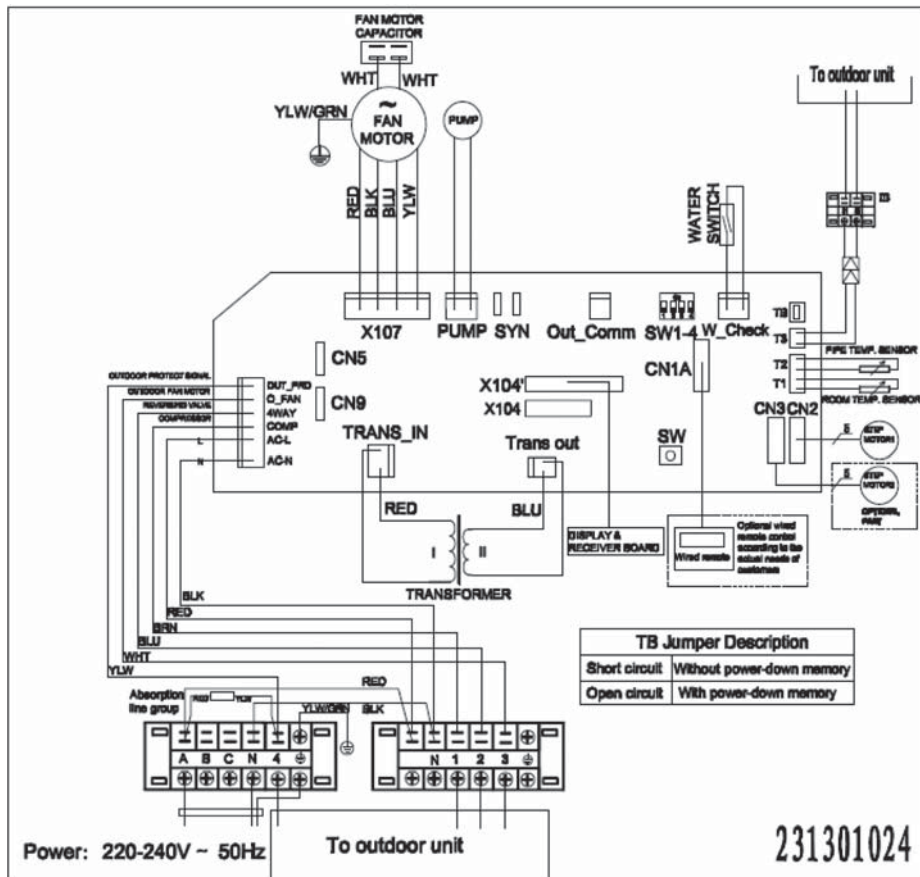 FAN MOTOR
CAPACITOR
WHT WHT
YLW/GRN
~
FAN
MOTOR
PUMP
To outdoor unit
RED
BLK
BLU
YLW
WATER
SWITCH
X107
PUMP
SYN
Out_Comm
SW1-4
W_Check
TB
T3
T2
T1
PIPE TEMP. SENSOR
ROOM TEMP. SENSOR
CN5
CN9
CN1A
X104'
X104
CN3 CN2
OUTDOOR PROTECT SIGNAL
OUTDOOR FAN MOTOR
REVERSING VALVE
COMPRESSOR
L
N
OUT_PRO
O_FAN
4WAY
COMP
AC-L
AC-N
TRANS_IN
Trans out
SW
5
STEP
MOTOR1
5
STEP
MOTOR2
OPTIONAL
PART
RED
BLU
I
II
TRANSFORMER
DISPLAY &
RECEIVER BOARD
Wired remote
Optional wired
remote control
according to the
actual needs of
customers
BLK
RED
BRN
BLU
WHT
YLW
TB Jumper Description
Short circuit Without power-down memory
Open circuit With power-down memory
Absorption
line group
RED
YLW
YLW/GRN
RED
BLK
A B C N 4
N 1 2 3
Power: 220-240V ~ 50Hz
To outdoor unit
231301024